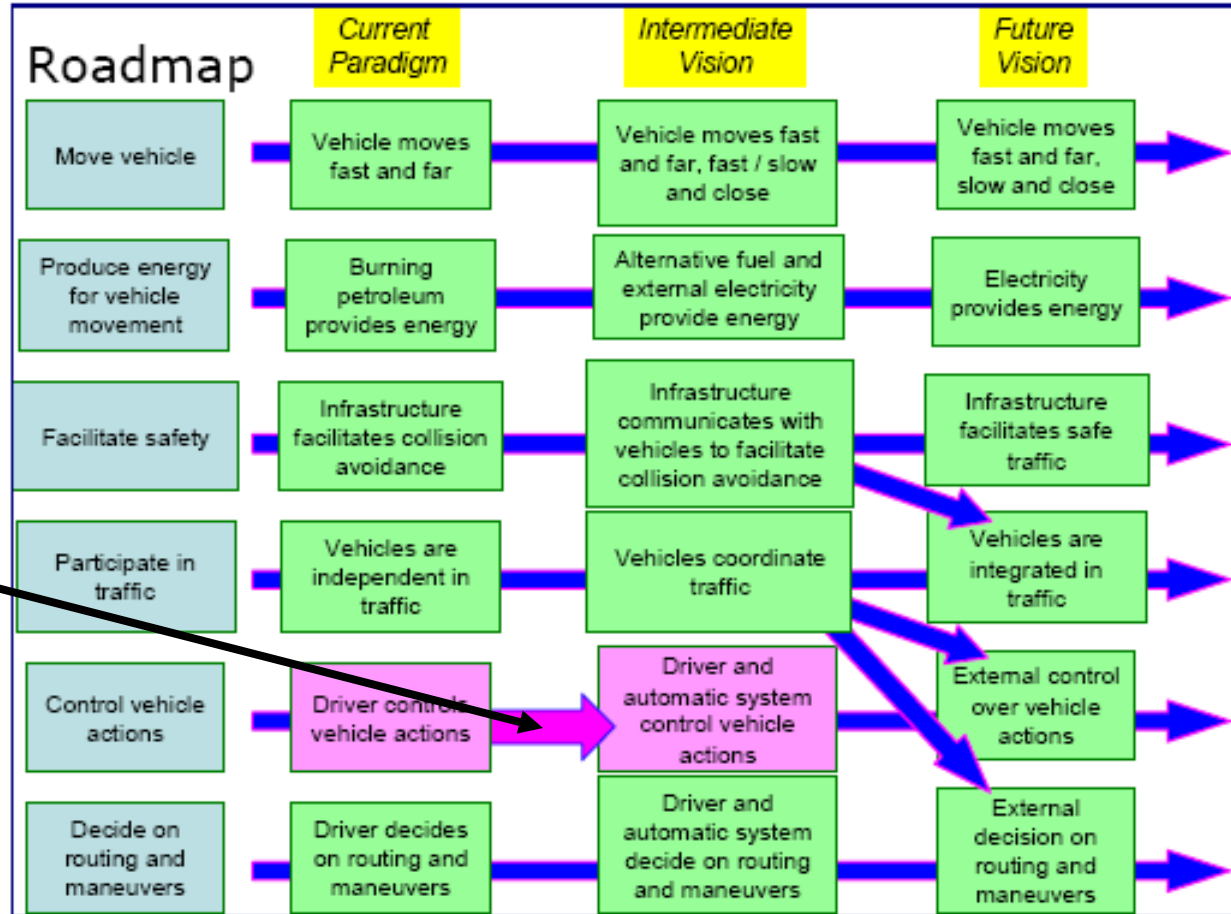 Roadmap
Current
Paradigm
Intermediate
Vision
Future
Vision
Move vehicle
Vehicle moves
fast and far
Vehicle moves fast
and far, fast / slow
and close
Vehicle moves
fast and far,
slow and close
Produce energy
for vehicle
movement
Burning
petroleum
provides energy
Alternative fuel and
external electricity
provide energy
Electricity
provides energy
Facilitate safety
Infrastructure
facilitates collision
avoidance
Infrastructure
communicates with
vehicles to facilitate
collision avoidance
Infrastructure
facilitates safe
traffic
Participate in
traffic
Vehicles are
independent in
traffic
Vehicles coordinate
traffic
Vehicles are
integrated in
traffic
Control vehicle
actions
Driver controls
vehicle actions
Driver and
automatic system
control vehicle
actions
External control
over vehicle
actions
Decide on
routing and
maneuvers
Driver decides
on routing and
maneuvers
Driver and
automatic system
decide on routing
and maneuvers
External
decision on
routing and
maneuvers